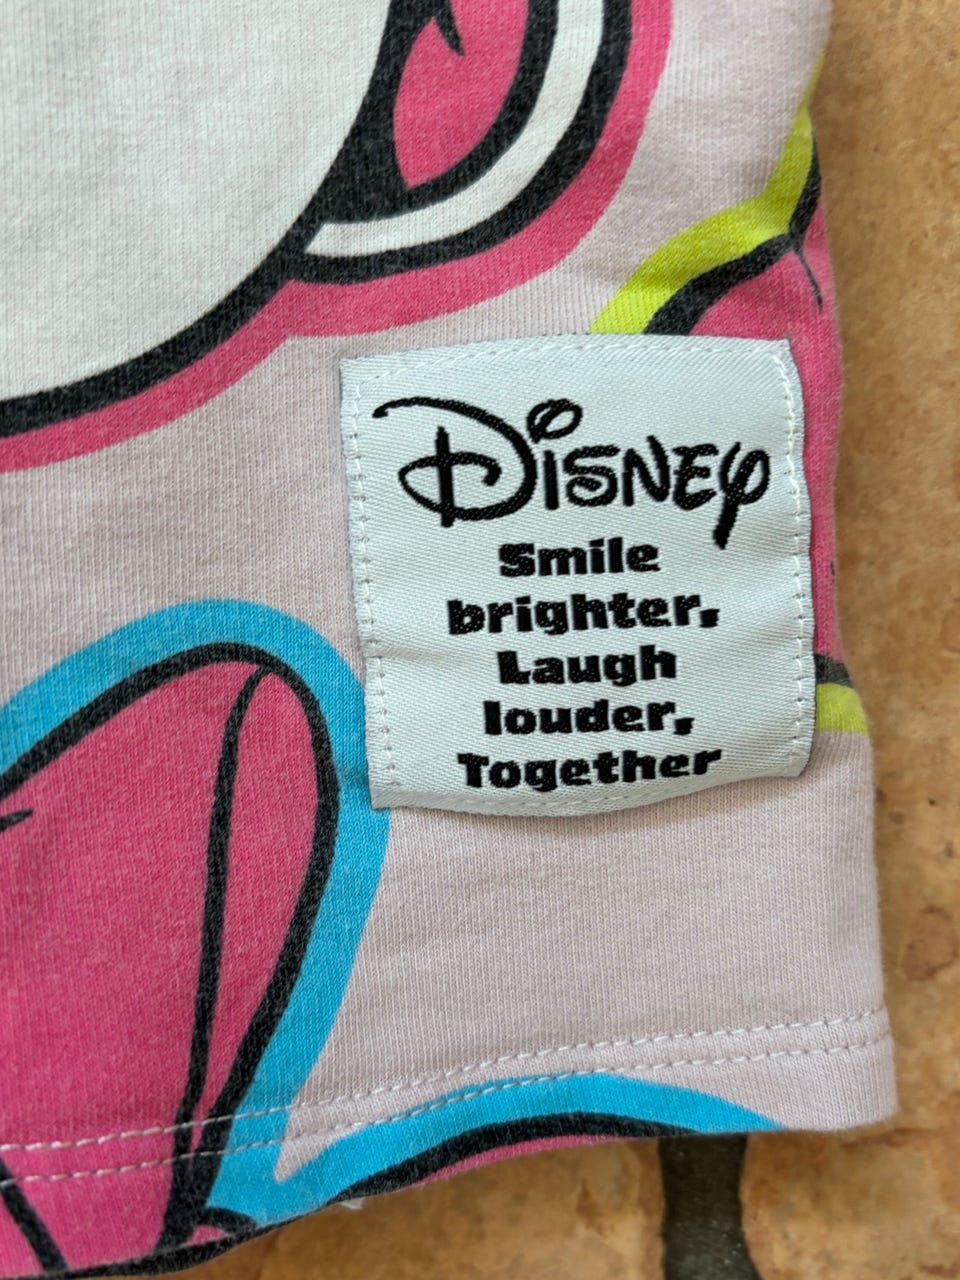 Disney
Smile
brighter,
Laugh
louder,
Together